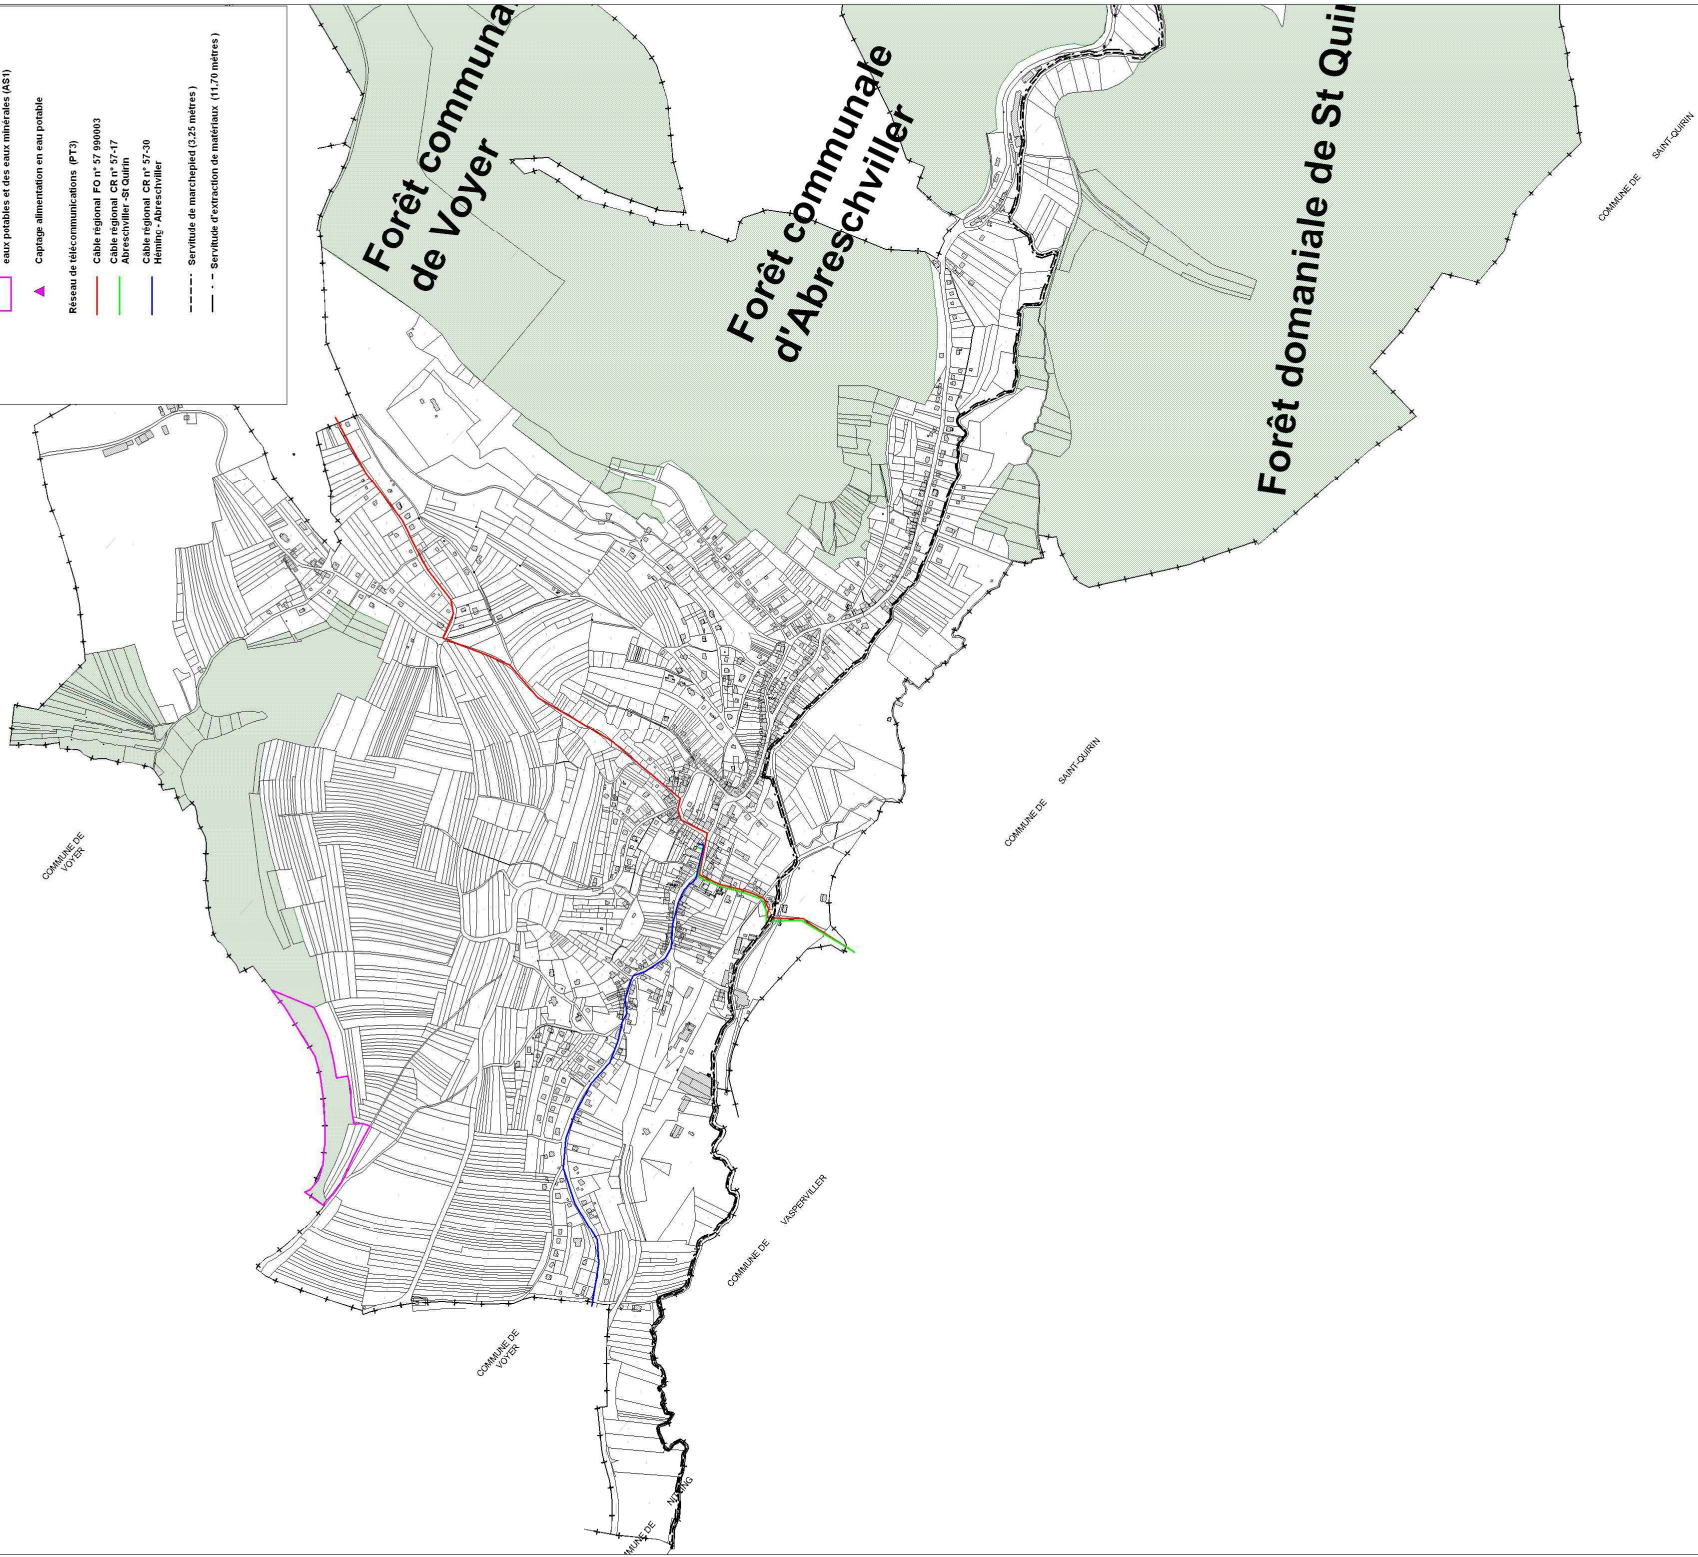 eaux potables et des eaux minérales (AS1)
Captage alimentation en eau potable
Réseau de télécommunications (PT3)
Câble régional FO n° 57 990003
Câble régional CR n° 57-17
Abreschviller -St Quirin
Câble régional CR n° 57-30
Héming - Abreschviller
Servitude de marchepied (3,25 mètres )
Servitude d'extraction de matériaux (11.70 mètres )
Forêt communa
de Voyer
Forêt communale
d'Abreschviller
Forêt domaniale de St Quiri
COMMUNE DE SAINT-QUIRIN
COMMUNE DE
VOYER
COMMUNE DE SAINT-QUIRIN
COMMUNE DE VASPERVILLER
COMMUNE DE
VOYER
MUNE DE